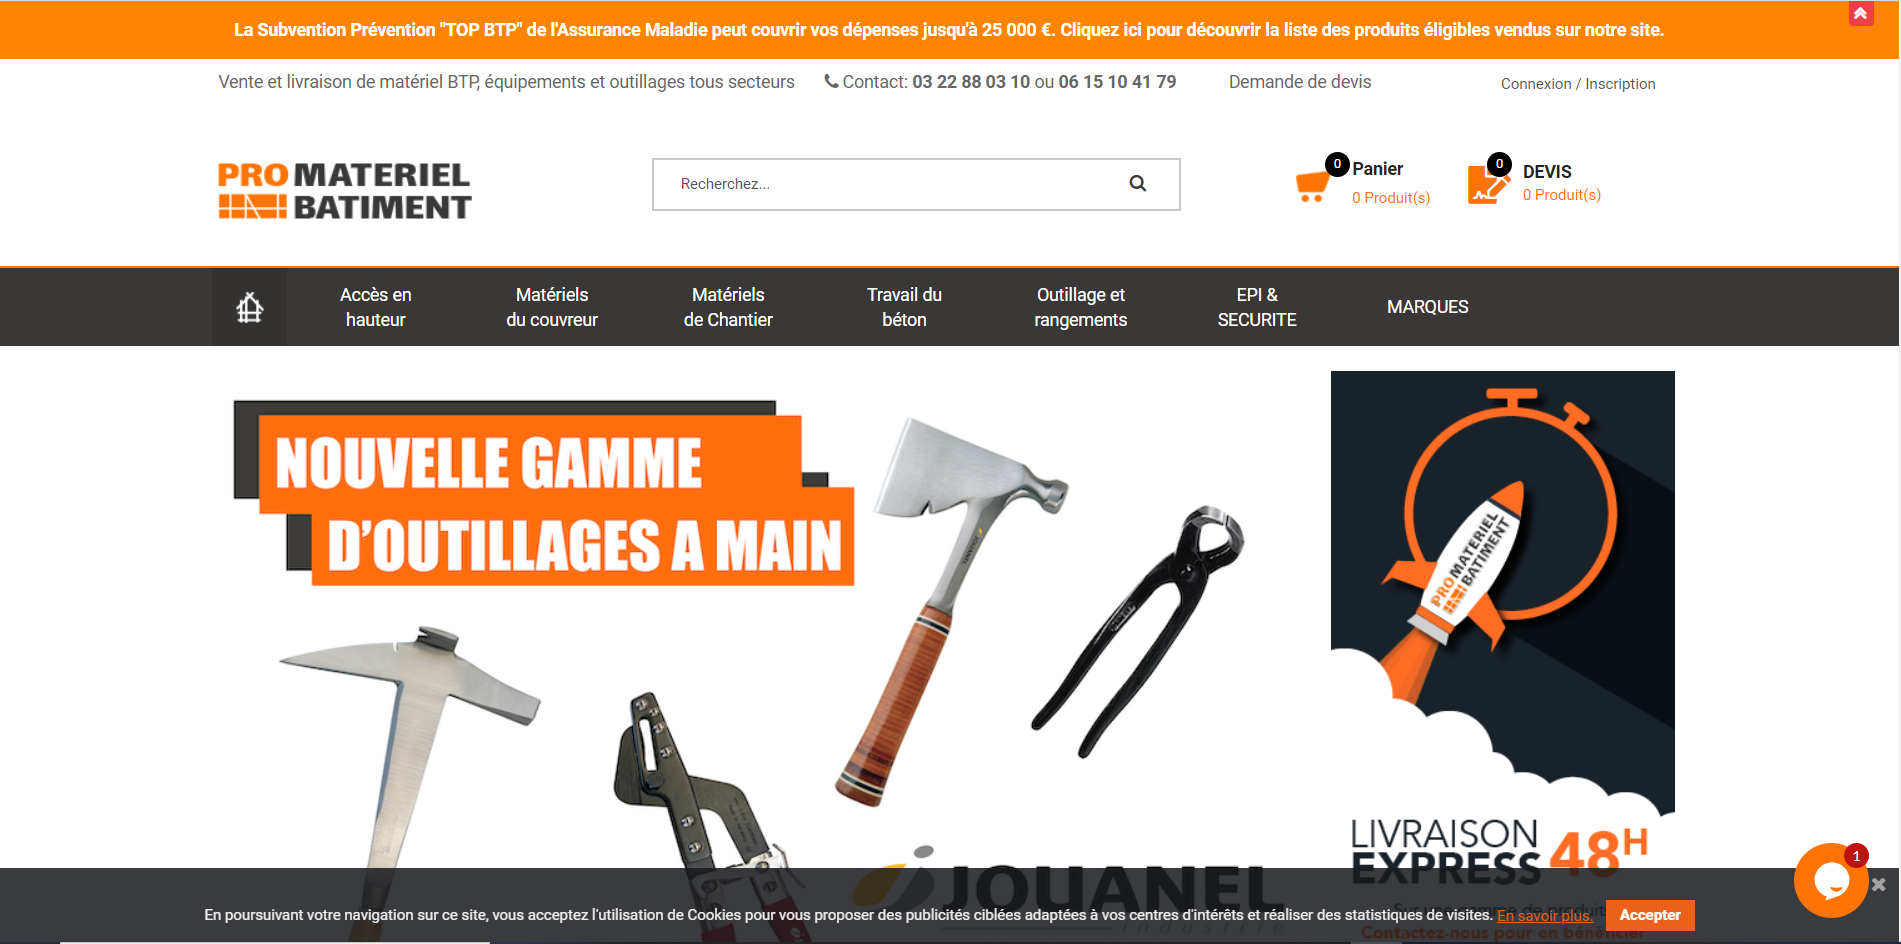 La Subvention Prévention "TOP BTP" de l'Assurance Maladie peut couvrir vos dépenses jusqu'à 25 000 €. Cliquez ici pour découvrir la liste des produits éligibles vendus sur notre site.
Vente et livraison de matériel BTP, équipements et outillages tous secteurs
Contact: 03 22 88 03 10 ou 06 15 10 41 79
Demande de devis
Connexion / Inscription
PRO MATERIEL
BATIMENT
Recherchez...
0
Panier
0 Produit(s)
0
DEVIS
0 Produit(s)
Accès en
hauteur
Matériels
du couvreur
Matériels
de Chantier
Travail du
béton
Outillage et
rangements
EPI &
SECURITE
MARQUES
NOUVELLE GAMME
D'OUTILLAGES A MAIN
JOUANEL
PRO MATERIEL
BATIMENT
LIVRAISON
EXPRESS 48H
JOUANEL
industrie
Sur une gamme de produits
Contactez-nous pour en bénéficier
1
En poursuivant votre navigation sur ce site, vous acceptez l'utilisation de Cookies pour vous proposer des publicités ciblées adaptées à vos centres d'intérêts et réaliser des statistiques de visites. En savoir plus.
Accepter